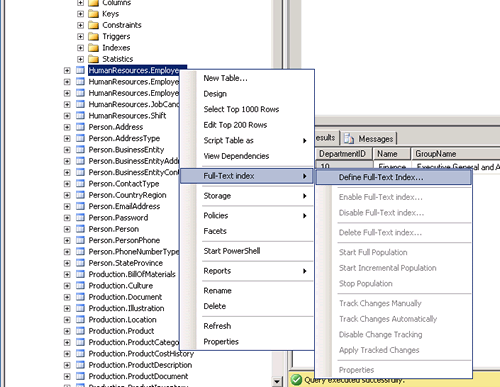 Columns
Keys
Constraints
Triggers
Indexes
Statistics
HumanResources.Employe
HumanResources.Employe
HumanResources.Employe
HumanResources.JobCand
HumanResources.Shift
Person.Address
Person.AddressType
Person.BusinessEntity
Person.BusinessEntityAddr
Person.BusinessEntityCont
Person.ContactType
Person.CountryRegion
Person.EmailAddress
Person.Password
Person.Person
Person.PersonPhone
Person.PhoneNumberType
Person.StateProvince
Production.BillOfMaterials
Production.Culture
Production.Document
Production.Illustration
Production.Location
Production.Product
Production.ProductCatego
Production.ProductCostHistory
Production.ProductDescription
Production.ProductDocument
New Table...
Design
Select Top 1000 Rows
Edit Top 200 Rows
Script Table as
View Dependencies
Full-Text index
Storage
Policies
Facets
Start PowerShell
Reports
Rename
Delete
Refresh
Properties
esults
Messages
DepartmentID Name GroupName
10 Finance Executive General and A
Define Full-Text Index...
Enable Full-Text index...
Disable Full-Text index...
Delete Full-Text index...
Start Full Population
Start Incremental Population
Stop Population
Track Changes Manually
Track Changes Automatically
Disable Change Tracking
Apply Tracked Changes
Properties
Query executed successfully.